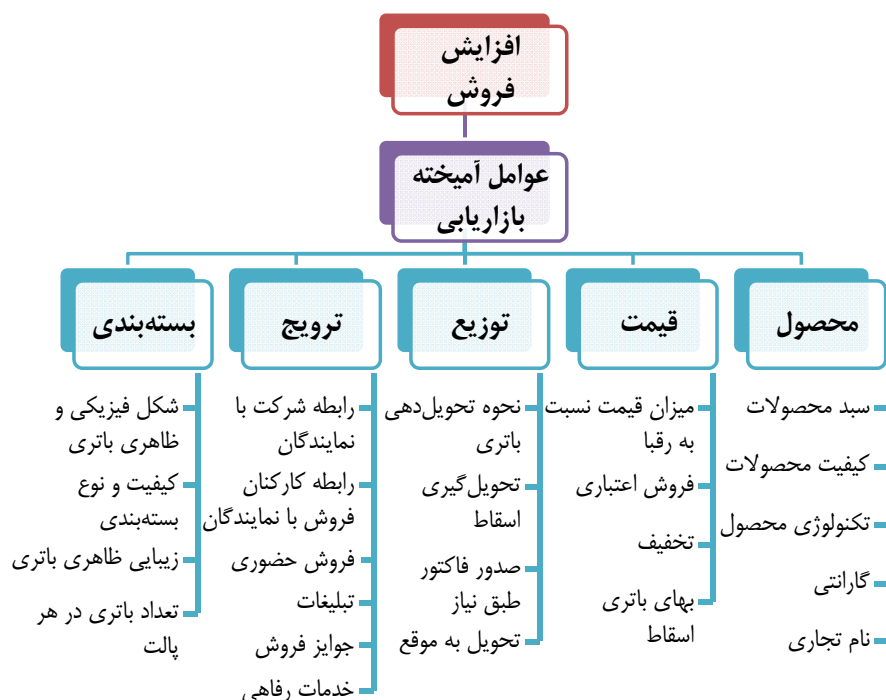 افزایش
فروش
عوامل آمیخته
بازاریابی
محصول
سبد محصولات
کیفیت محصولات
تکنولوژی محصول
گارانتی
نام تجاری
قیمت
میزان قیمت نسبت
به رقبا
فروش اعتباری
تخفیف
بهای باتری
اسقاط
توزیع
نحوه تحویل‌دهی
باتری
تحویل‌گیری
اسقاط
صدور فاکتور
طبق نیاز
تحویل به موقع
ترویج
رابطه شرکت با
نمایندگان
رابطه کارکنان
فروش با نمایندگان
فروش حضوری
تبلیغات
جوایز فروش
خدمات رفاهی
بسته‌بندی
شکل فیزیکی و
ظاهری باتری
کیفیت و نوع
بسته‌بندی
زیبایی ظاهری باتری
تعداد باتری در هر
پالت